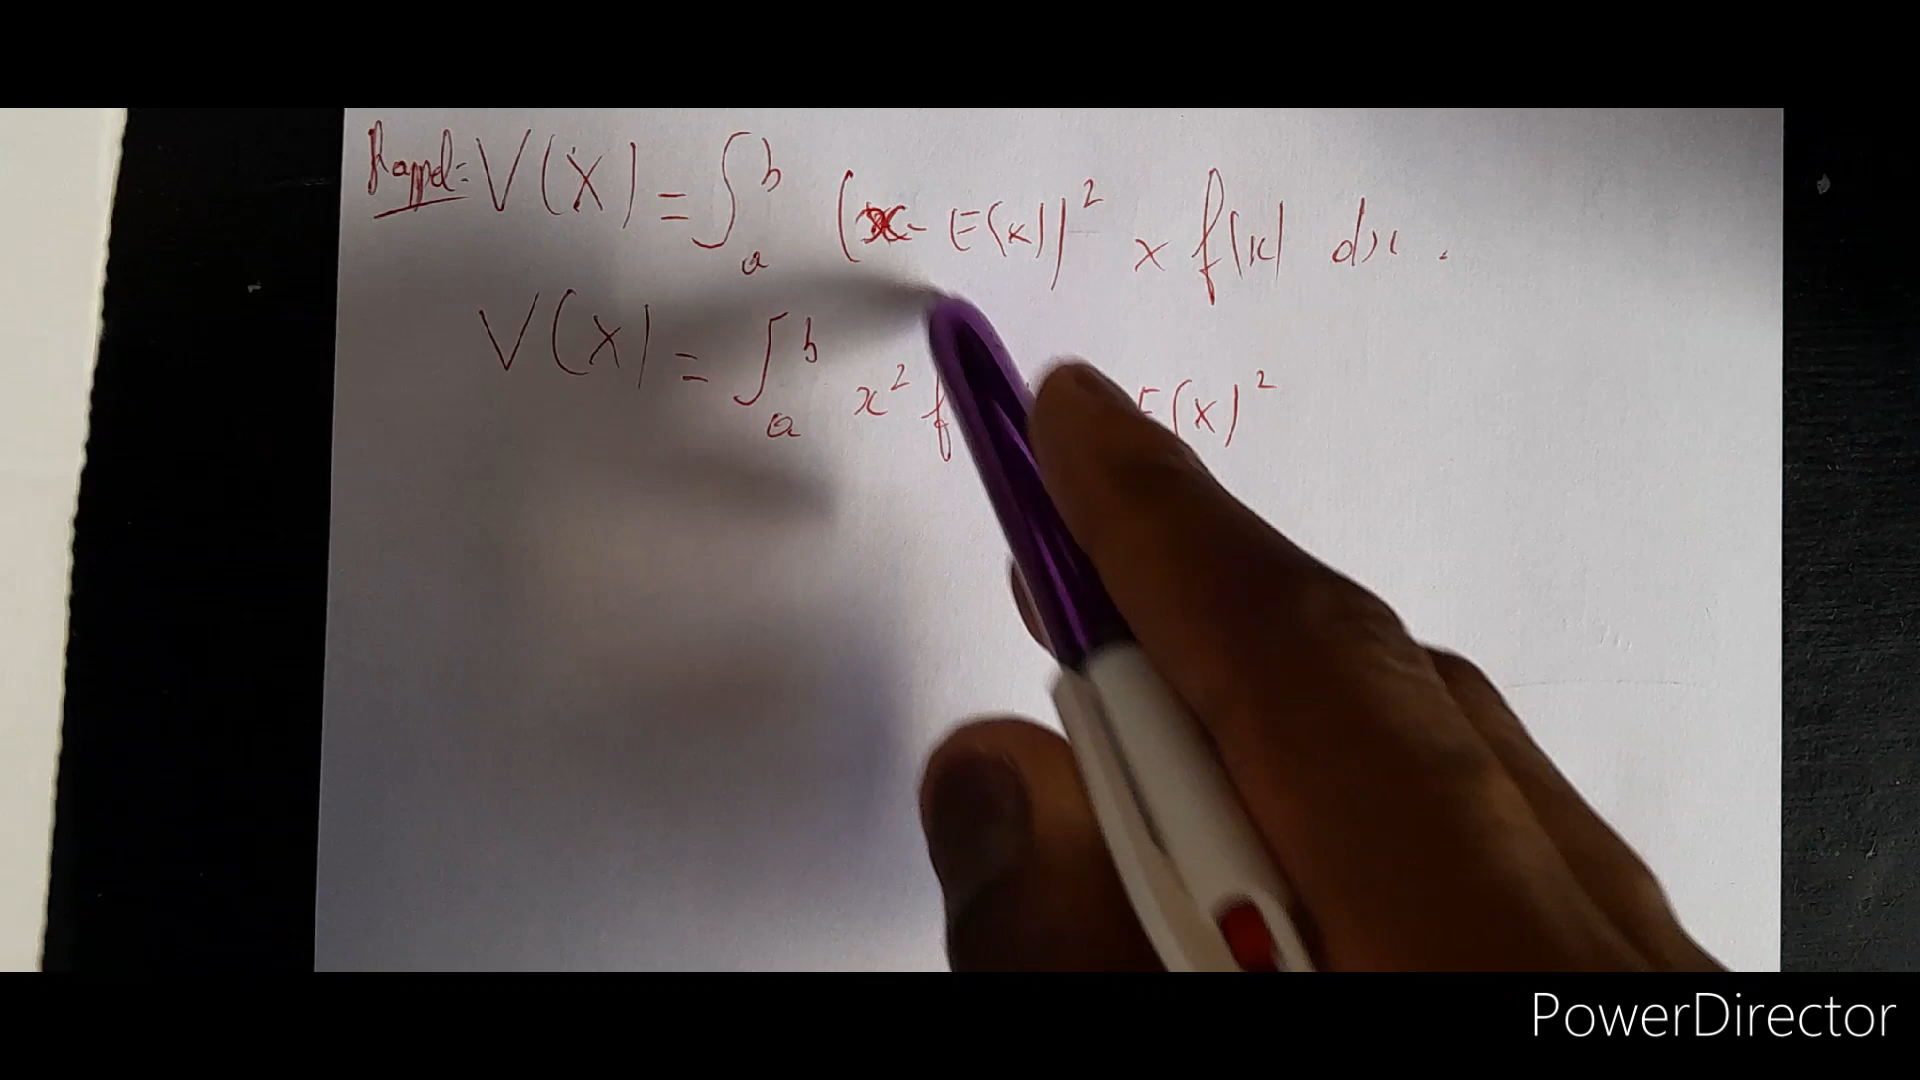 Rappel: V(X) = ∫_a^b (x - E(x))² × f(x) dx.
V(X) = ∫_a^b x² f E(X)²
PowerDirector